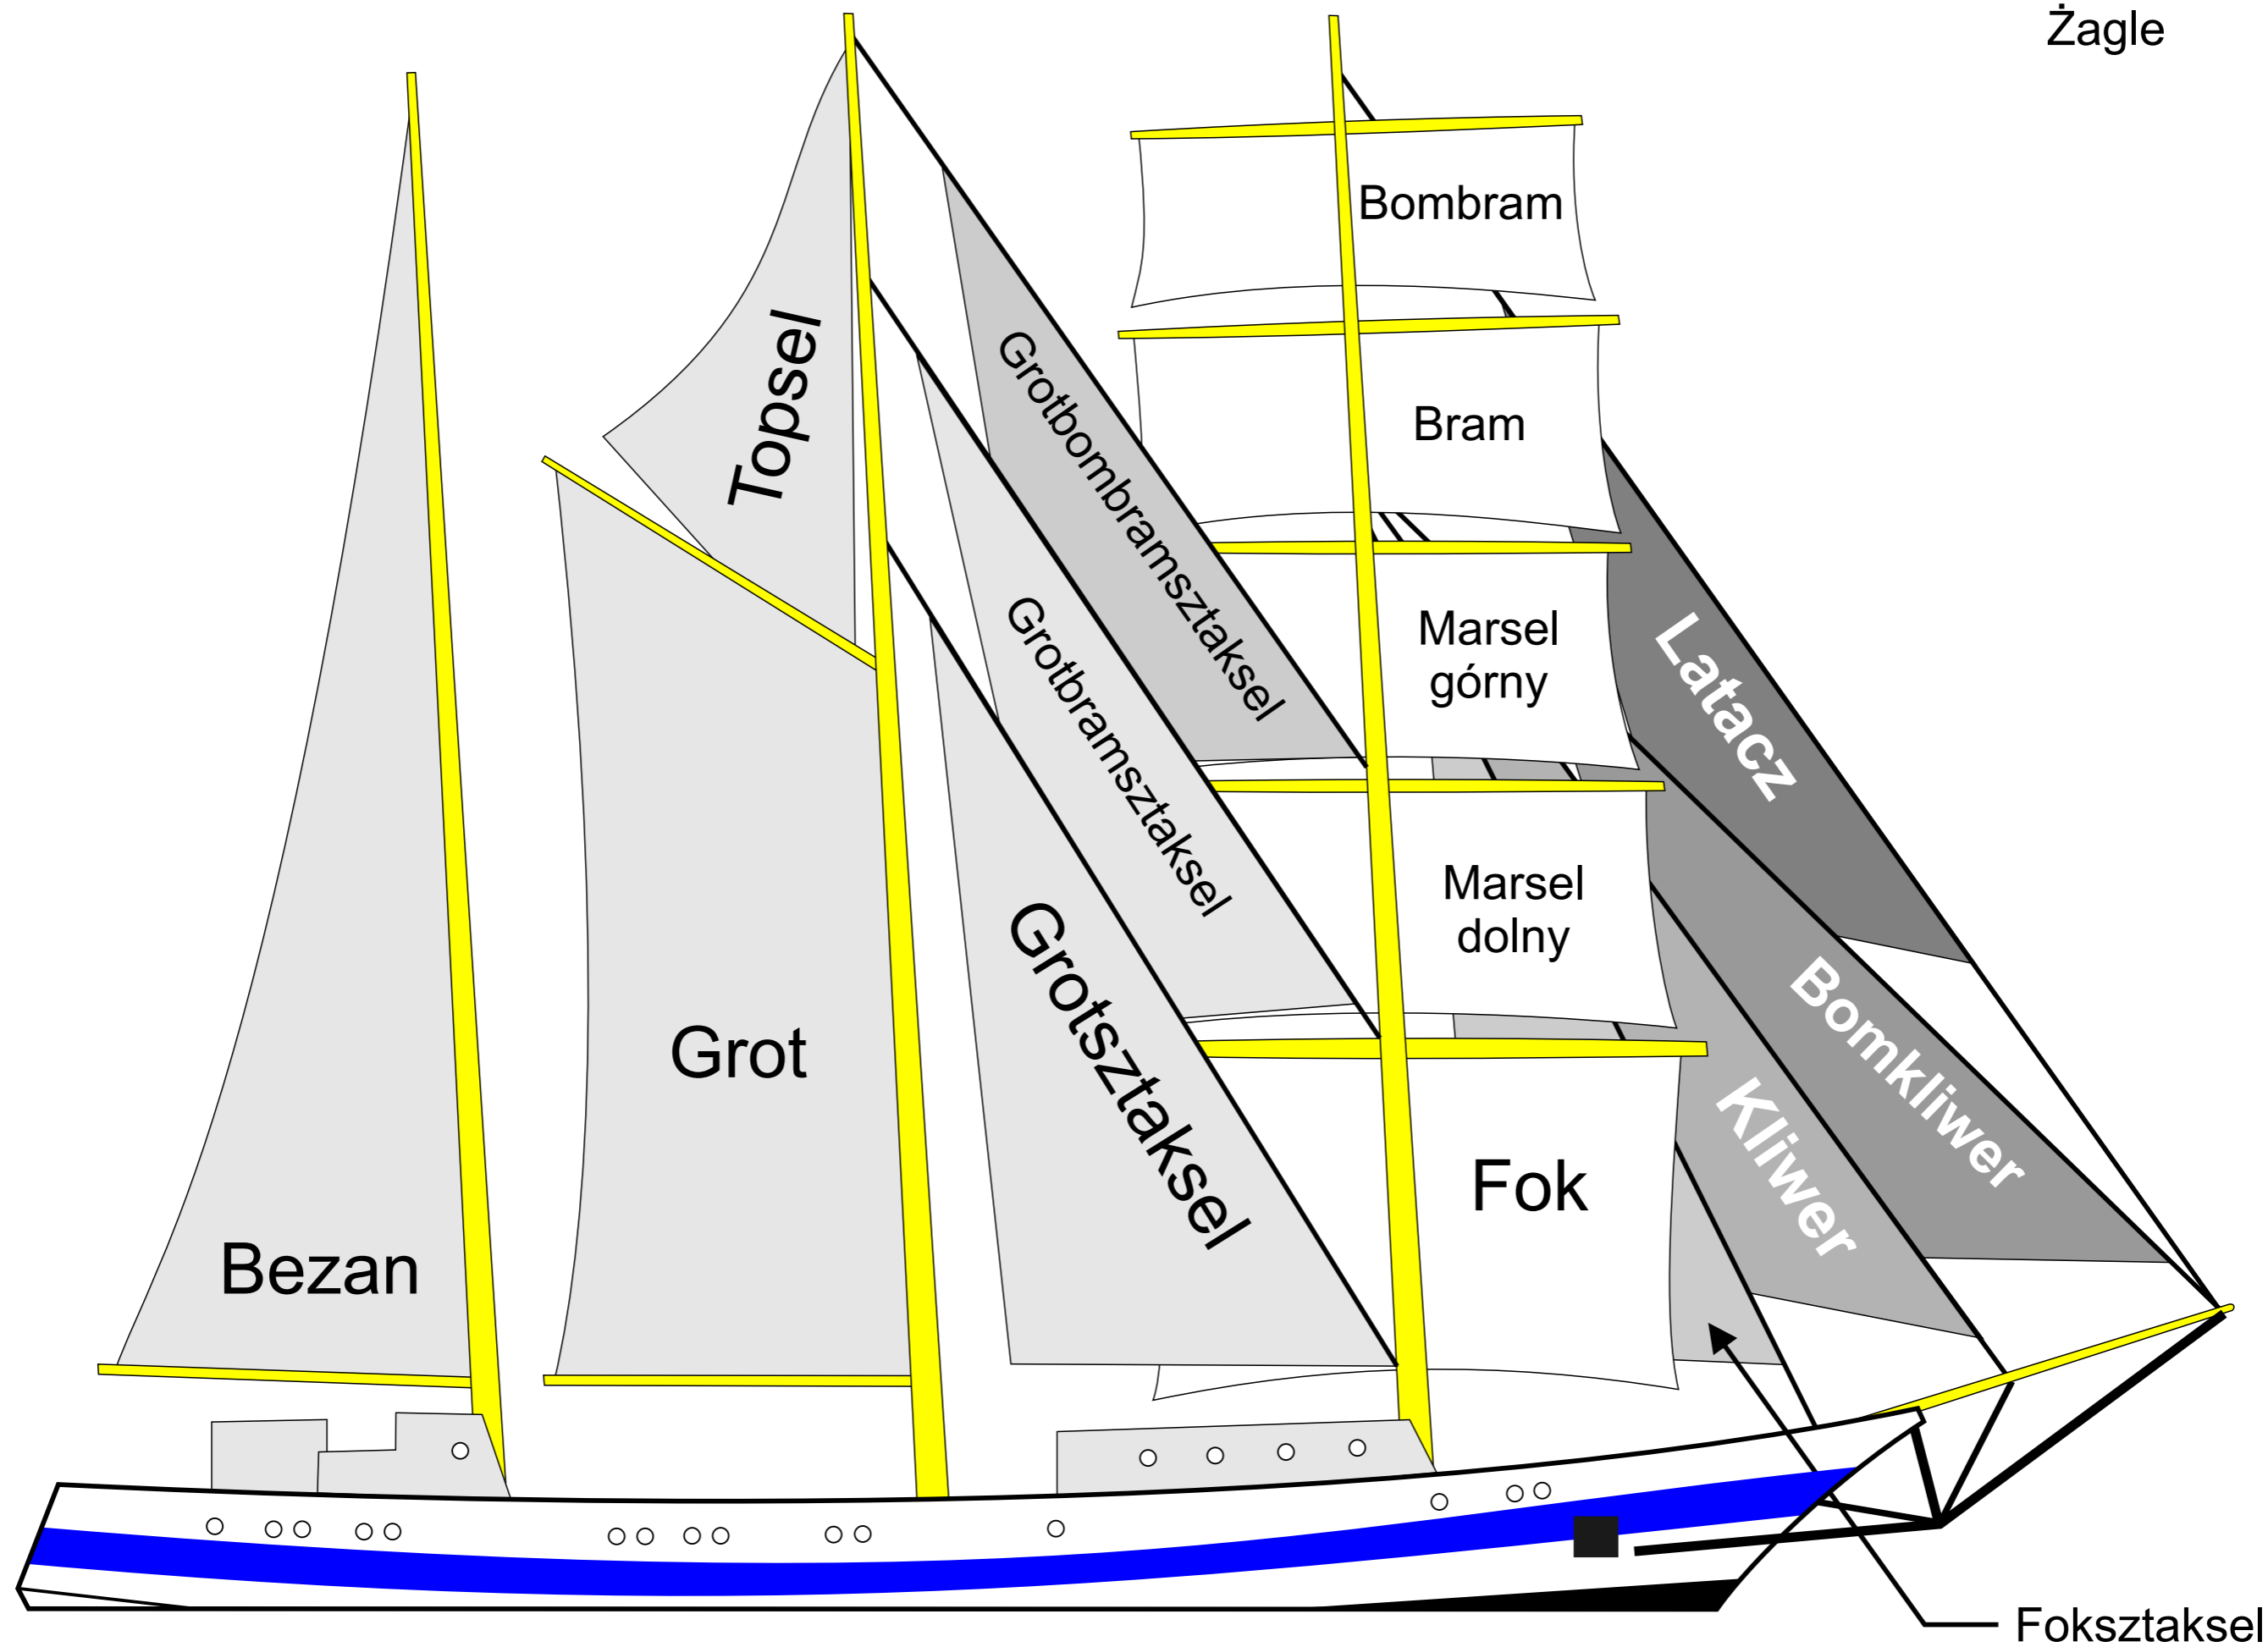 Żagle
Bombram
Topsel
Grotbombramsztaksel
Bram
Grotbramsztaksel
Marsel
górny
Latacz
Marsel
dolny
Grotsztaksel
Grot
Bomkliwer
Kliwer
Fok
Bezan
Foksztaksel